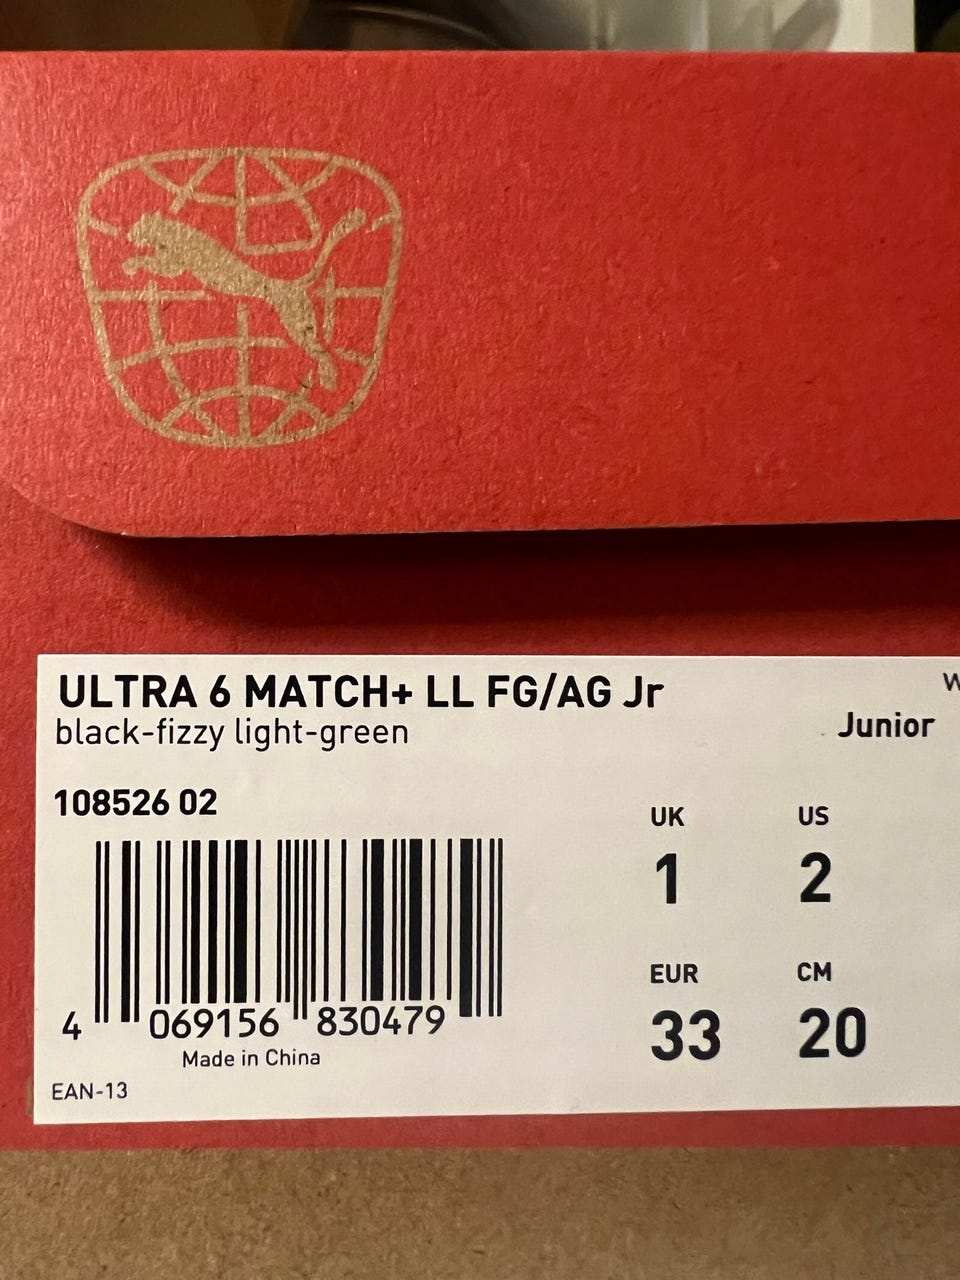 ULTRA 6 MATCH+ LL FG/AG Jr
black-fizzy light-green
Junior
108526 02
UK US
1 2
EUR CM
33 20
4 069156 830479
Made in China
EAN-13